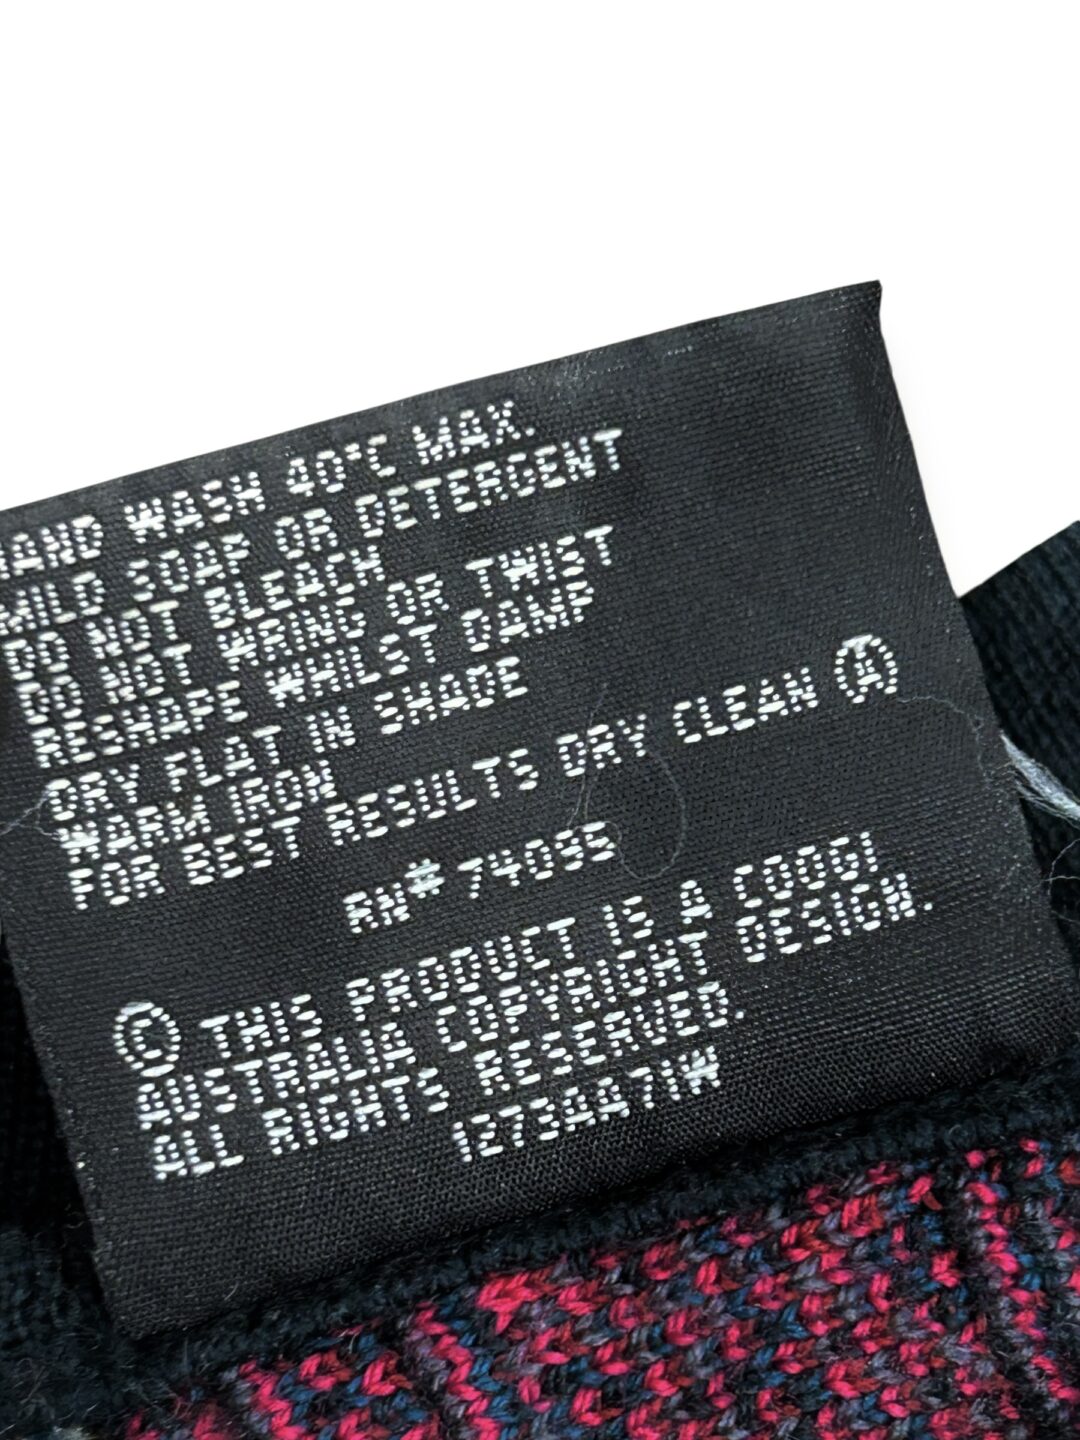 HAND WASH 40°C MAX.
MILD SOAP OR DETERGENT
DO NOT BLEACH
DO NOT WRING OR TWIST
RESHAPE WHILST DAMP
DRY FLAT IN SHADE
WARM IRON
FOR BEST RESULTS DRY CLEAN Ⓐ
RN# 74095
© THIS PRODUCT IS A COOGI
AUSTRALIA COPYRIGHT DESIGN.
ALL RIGHTS RESERVED.